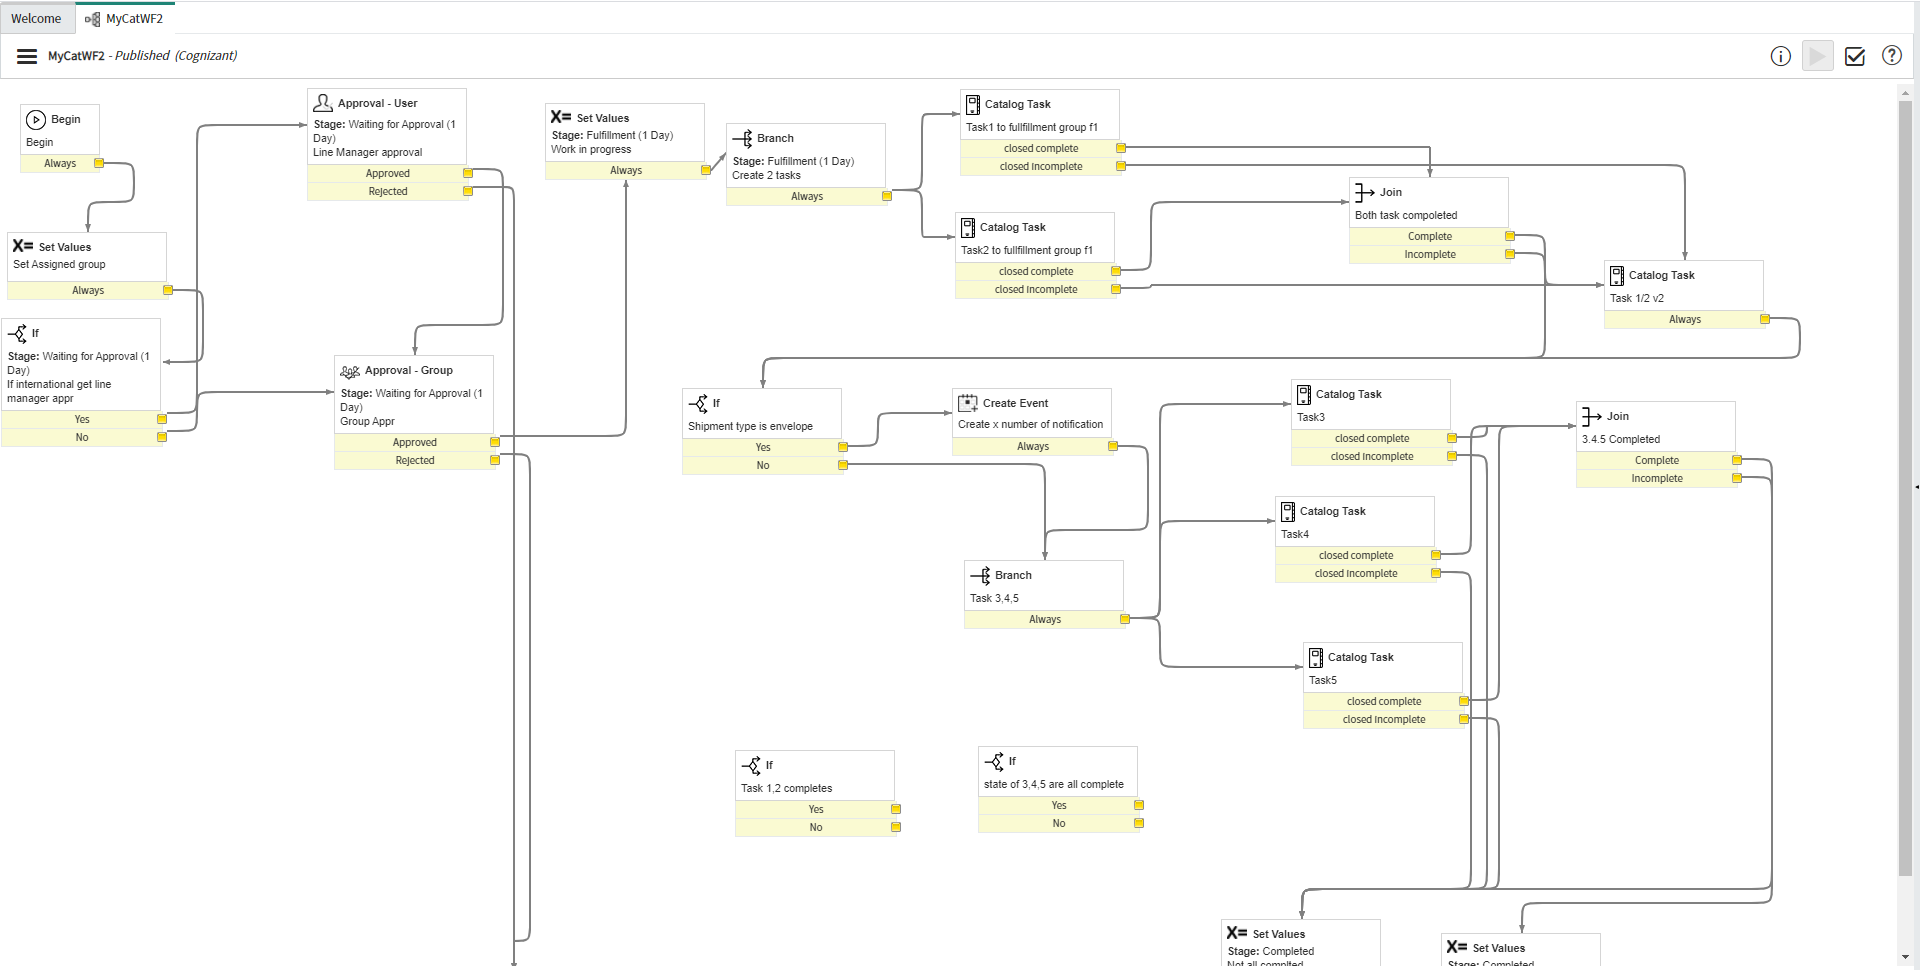 Welcome
MyCatWF2
MyCatWF2 - Published (Cognizant)
Begin
Begin
Always
Set Values
Set Assigned group
Always
If
Stage: Waiting for Approval (1
Day)
If international get line
manager appr
Yes
No
Approval - User
Stage: Waiting for Approval (1
Day)
Line Manager approval
Approved
Rejected
Approval - Group
Stage: Waiting for Approval (1
Day)
Group Appr
Approved
Rejected
X= Set Values
Stage: Fulfillment (1 Day)
Work in progress
Always
Branch
Stage: Fulfillment (1 Day)
Create 2 tasks
Always
Catalog Task
Task1 to fullfillment group f1
closed complete
closed Incomplete
Catalog Task
Task2 to fullfillment group f1
closed complete
closed Incomplete
Join
Both task compoleted
Complete
Incomplete
Catalog Task
Task 1/2 v2
Always
If
Shipment type is envelope
Yes
No
Create Event
Create x number of notification
Always
Branch
Task 3,4,5
Always
Catalog Task
Task3
closed complete
closed Incomplete
Catalog Task
Task4
closed complete
closed Incomplete
Catalog Task
Task5
closed complete
closed Incomplete
Join
3.4.5 Completed
Complete
Incomplete
If
Task 1,2 completes
Yes
No
If
state of 3,4,5 are all complete
Yes
No
X= Set Values
Stage: Completed
Not all complted
X= Set Values
Stage: Completed